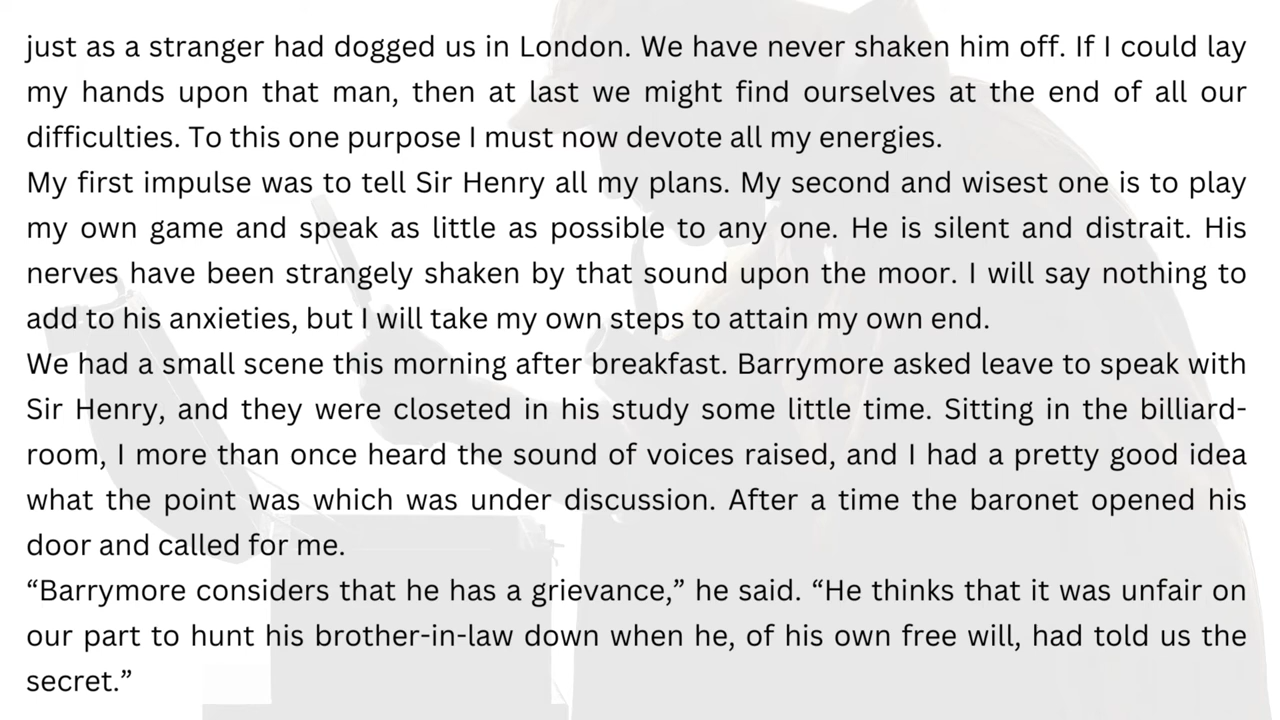 just as a stranger had dogged us in London. We have never shaken him off. If I could lay
my hands upon that man, then at last we might find ourselves at the end of all our
difficulties. To this one purpose I must now devote all my energies.
My first impulse was to tell Sir Henry all my plans. My second and wisest one is to play
my own game and speak as little as possible to any one. He is silent and distrait. His
nerves have been strangely shaken by that sound upon the moor. I will say nothing to
add to his anxieties, but I will take my own steps to attain my own end.
We had a small scene this morning after breakfast. Barrymore asked leave to speak with
Sir Henry, and they were closeted in his study some little time. Sitting in the billiard-
room, I more than once heard the sound of voices raised, and I had a pretty good idea
what the point was which was under discussion. After a time the baronet opened his
door and called for me.
“Barrymore considers that he has a grievance,” he said. “He thinks that it was unfair on
our part to hunt his brother-in-law down when he, of his own free will, had told us the
secret.”